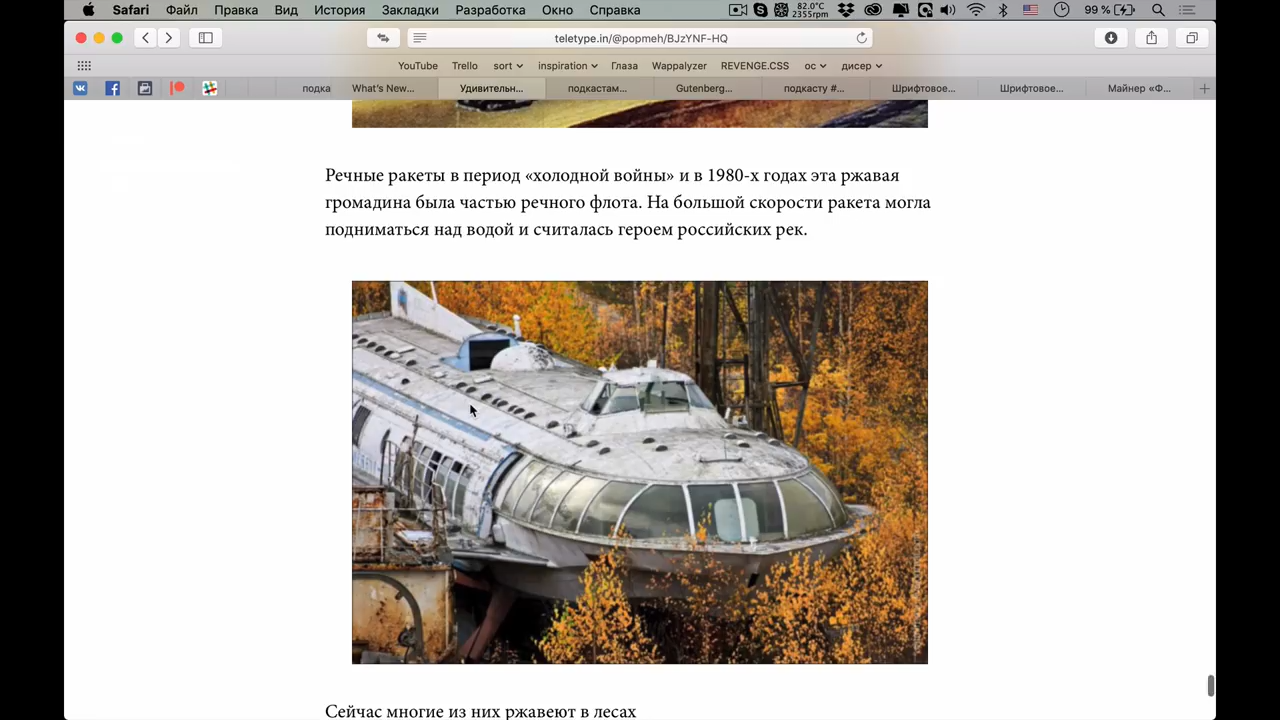 Safari Файл Правка Вид История Закладки Разработка Окно Справка 82.0°C 2355rpm 99 %
teletype.in/@popmeh/BJzYNF-HQ
YouTube Trello sort inspiration Глаза Wappalyzer REVENGE.CSS ос дисер
подка What's New... Удивительн... подкастам... Gutenberg... подкасту #... Шрифтовое... Шрифтовое... Майнер «Ф...
Речные ракеты в период «холодной войны» и в 1980-х годах эта ржавая
громадина была частью речного флота. На большой скорости ракета могла
подниматься над водой и считалась героем российских рек.
Сейчас многие из них ржавеют в лесах